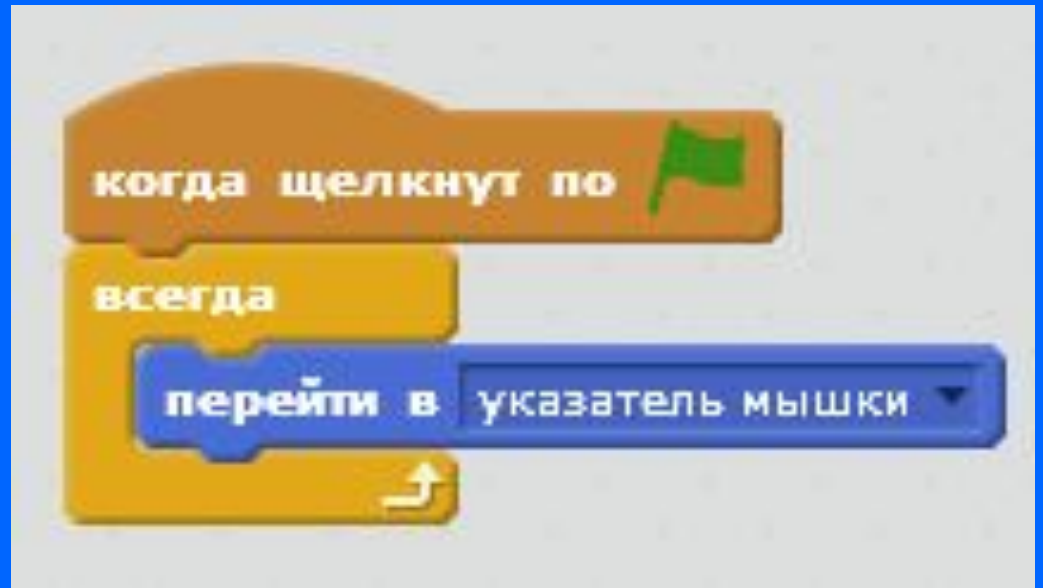 когда щелкнут по
всегда
перейти в указатель мышки